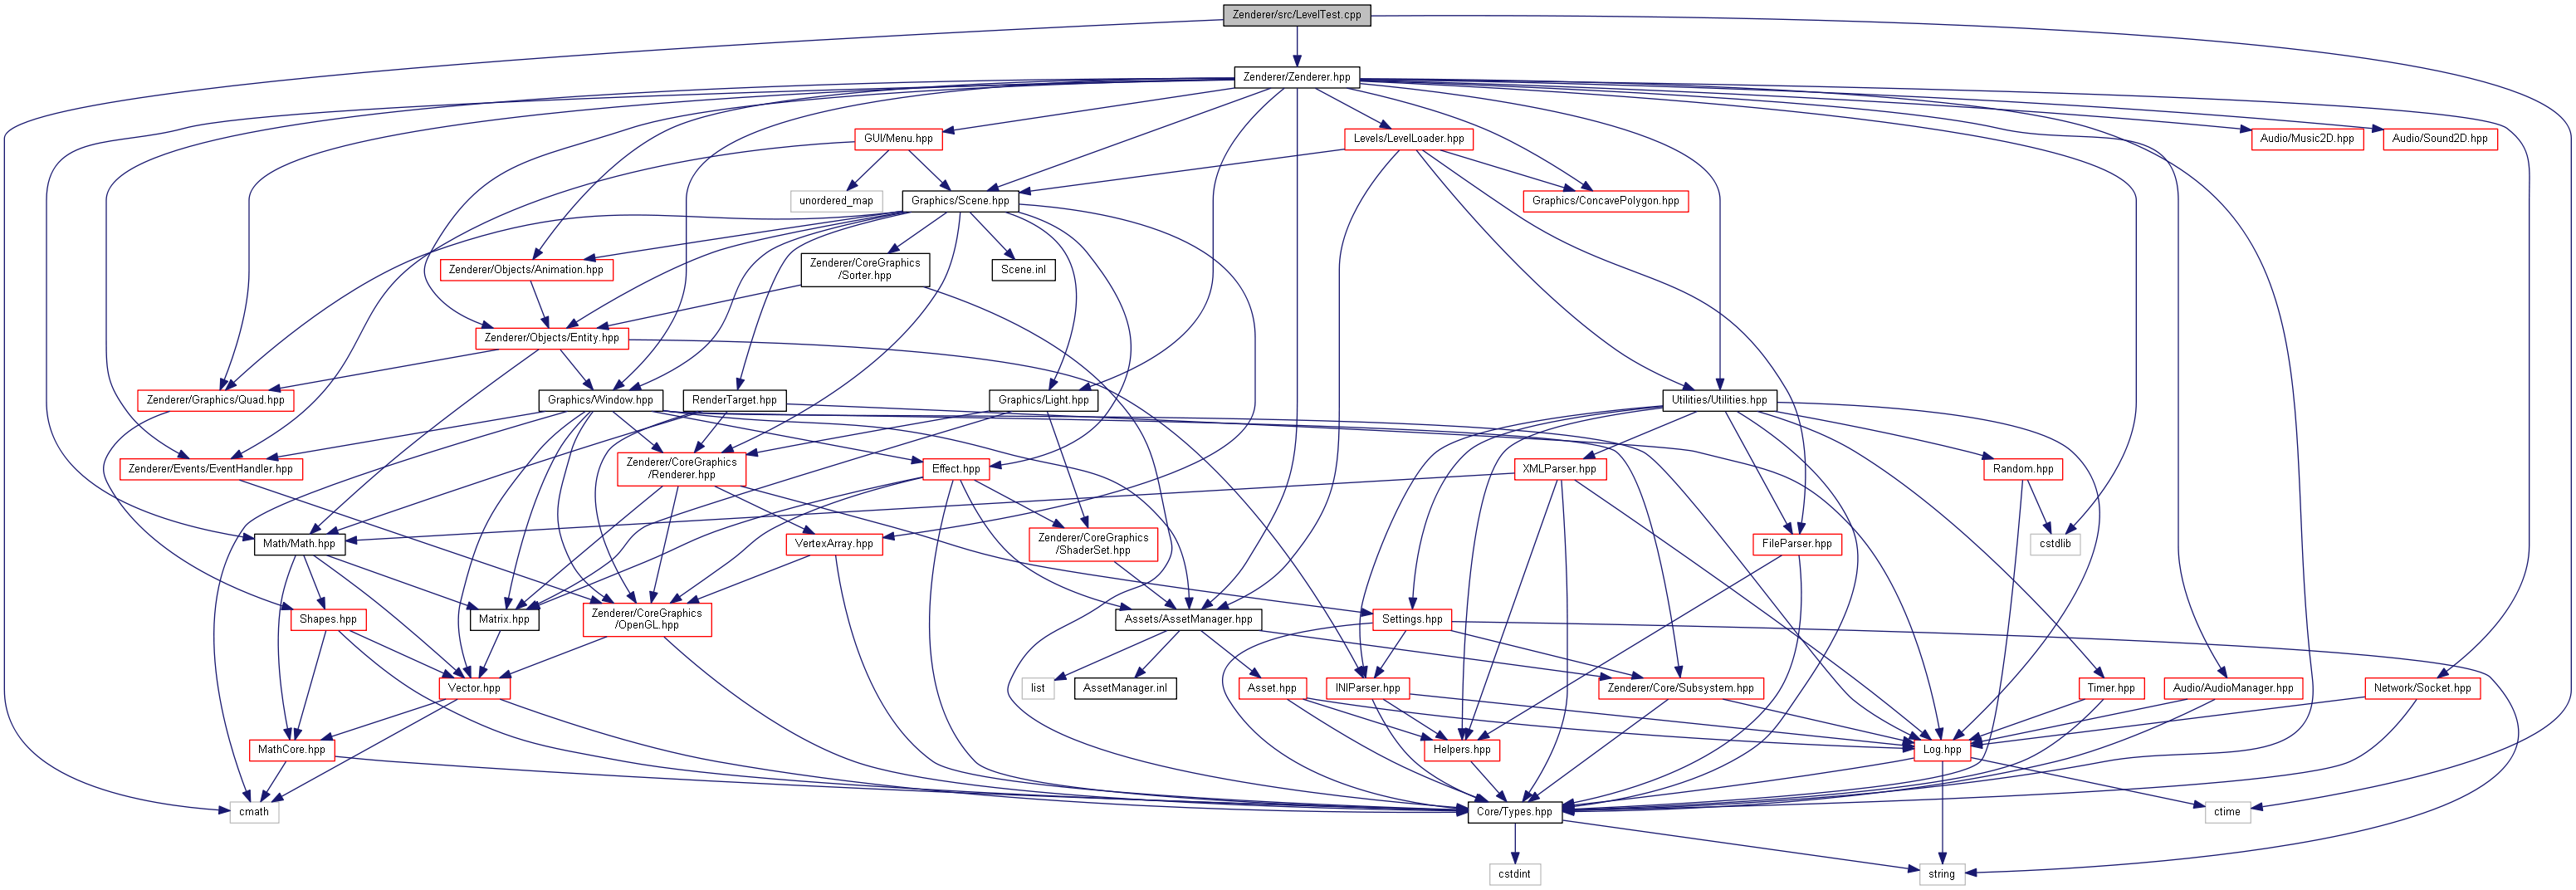 Zenderer/src/LevelTest.cpp
Zenderer/Zenderer.hpp
GUI/Menu.hpp
Levels/LevelLoader.hpp
Audio/Music2D.hpp
Audio/Sound2D.hpp
unordered_map
Graphics/Scene.hpp
Graphics/ConcavePolygon.hpp
Zenderer/Objects/Animation.hpp
Zenderer/CoreGraphics
/Sorter.hpp
Scene.inl
Zenderer/Objects/Entity.hpp
Zenderer/Graphics/Quad.hpp
Graphics/Window.hpp
RenderTarget.hpp
Graphics/Light.hpp
Utilities/Utilities.hpp
Zenderer/Events/EventHandler.hpp
Zenderer/CoreGraphics
/Renderer.hpp
Effect.hpp
XMLParser.hpp
Random.hpp
Math/Math.hpp
VertexArray.hpp
Zenderer/CoreGraphics
/ShaderSet.hpp
FileParser.hpp
cstdlib
Shapes.hpp
Matrix.hpp
Zenderer/CoreGraphics
/OpenGL.hpp
Assets/AssetManager.hpp
Settings.hpp
Vector.hpp
list
AssetManager.inl
Asset.hpp
INIParser.hpp
Zenderer/Core/Subsystem.hpp
Timer.hpp
Audio/AudioManager.hpp
Network/Socket.hpp
MathCore.hpp
Helpers.hpp
Log.hpp
cmath
Core/Types.hpp
ctime
cstdint
string